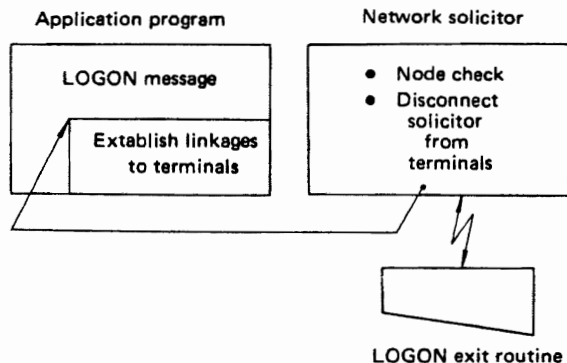 Application program
Network solicitor
LOGON message
Extablish linkages
to terminals
• Node check
• Disconnect
solicitor
from
terminals
LOGON exit routine